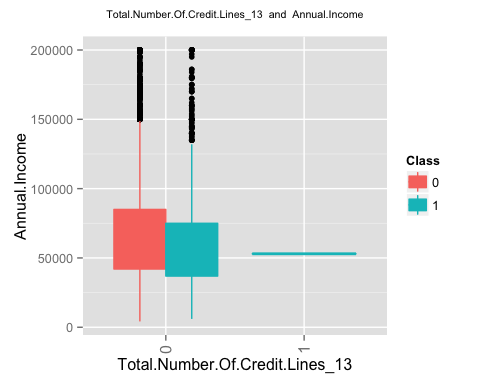 Total.Number.Of.Credit.Lines_13 and Annual.Income
200000
150000
100000
50000
0
Annual.Income
0
1
Total.Number.Of.Credit.Lines_13
Class
0
1